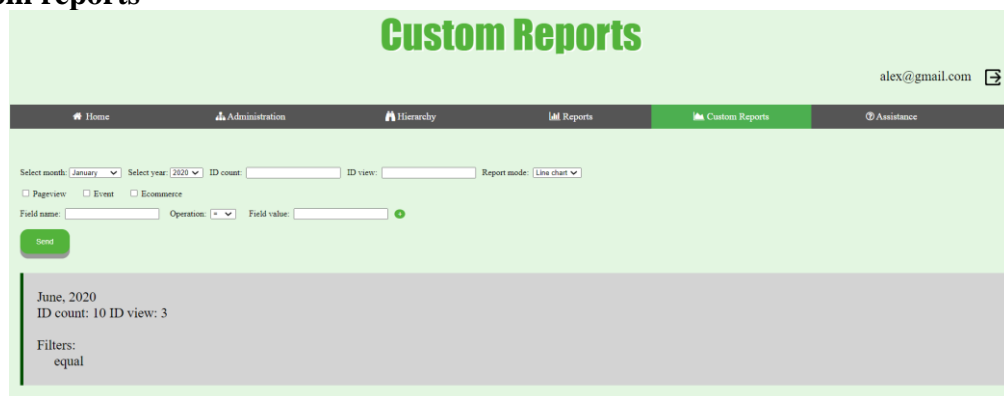 om reports
Custom Reports
alex@gmail.com
Home Administration Hierarchy Reports Custom Reports Assistance
Select month: January Select year: 2020 ID count: ID view: Report mode: Line chart
Pageview Event Ecommerce
Field name: Operation: = Field value:
Send
June, 2020
ID count: 10 ID view: 3
Filters:
equal